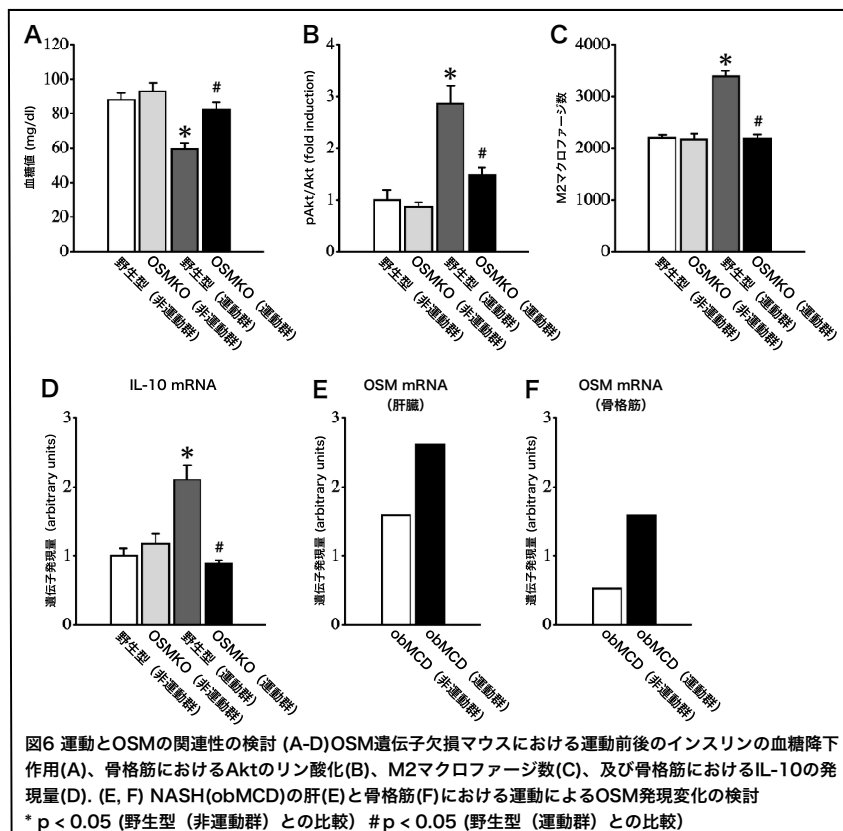 A
血糖値 (mg/dl)
120
100
80
60
40
20
0
*
#
野生型（非運動群）
OSMKO（非運動群）
野生型（運動群）
OSMKO（運動群）
B
pAkt/Akt (fold induction)
4
3
2
1
0
*
#
野生型（非運動群）
OSMKO（非運動群）
野生型（運動群）
OSMKO（運動群）
C
M2マクロファージ数
4000
3000
2000
1000
0
*
#
野生型（非運動群）
OSMKO（非運動群）
野生型（運動群）
OSMKO（運動群）
D
IL-10 mRNA
遺伝子発現量 (arbitrary units)
3
2
1
0
*
#
野生型（非運動群）
OSMKO（非運動群）
野生型（運動群）
OSMKO（運動群）
E
OSM mRNA
（肝臓）
遺伝子発現量 (arbitrary units)
3
2
1
0
obMCD（非運動群）
obMCD（運動群）
F
OSM mRNA
（骨格筋）
遺伝子発現量 (arbitrary units)
3
2
1
0
obMCD（非運動群）
obMCD（運動群）
図6 運動とOSMの関連性の検討 (A-D)OSM遺伝子欠損マウスにおける運動前後のインスリンの血糖降下
作用(A)、骨格筋におけるAktのリン酸化(B)、M2マクロファージ数(C)、及び骨格筋におけるIL-10の発
現量(D). (E, F) NASH(obMCD)の肝(E)と骨格筋(F)における運動によるOSM発現変化の検討
* p < 0.05 (野生型（非運動群）との比較） #p < 0.05 (野生型（運動群）との比較）